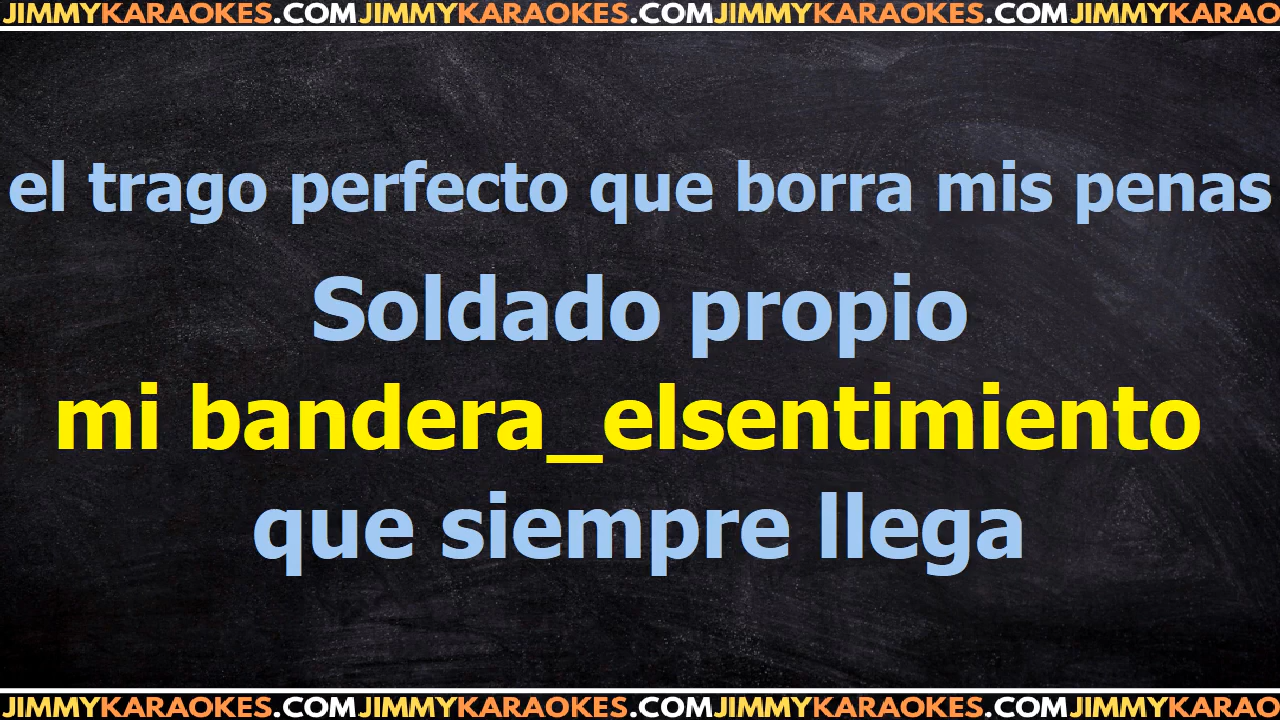 JIMMYKARAOKES.COMJIMMYKARAOKES.COMJIMMYKARAOKES.COMJIMMYKARAO
el trago perfecto que borra mis penas
Soldado propio
mi bandera_elsentimiento
que siempre llega
JIMMYKARAOKES.COMJIMMYKARAOKES.COMJIMMYKARAOKES.COMJIMMYKARAO